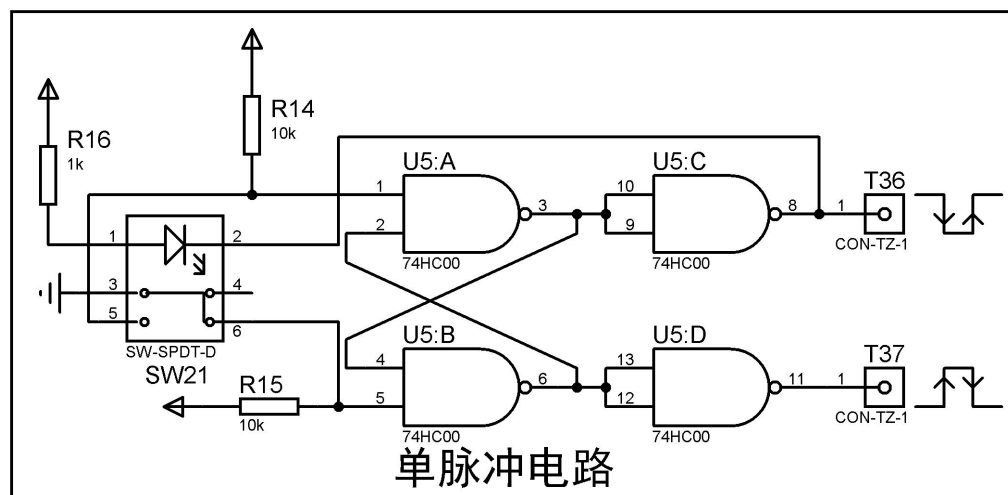 R14
10k
R16
1k
U5:A
1
2
3
74HC00
U5:C
10
9
8
74HC00
T36
1
CON-TZ-1
1
2
3
4
5
6
SW-SPDT-D
SW21
R15
10k
U5:B
4
5
6
74HC00
U5:D
13
12
11
74HC00
T37
1
CON-TZ-1
单脉冲电路